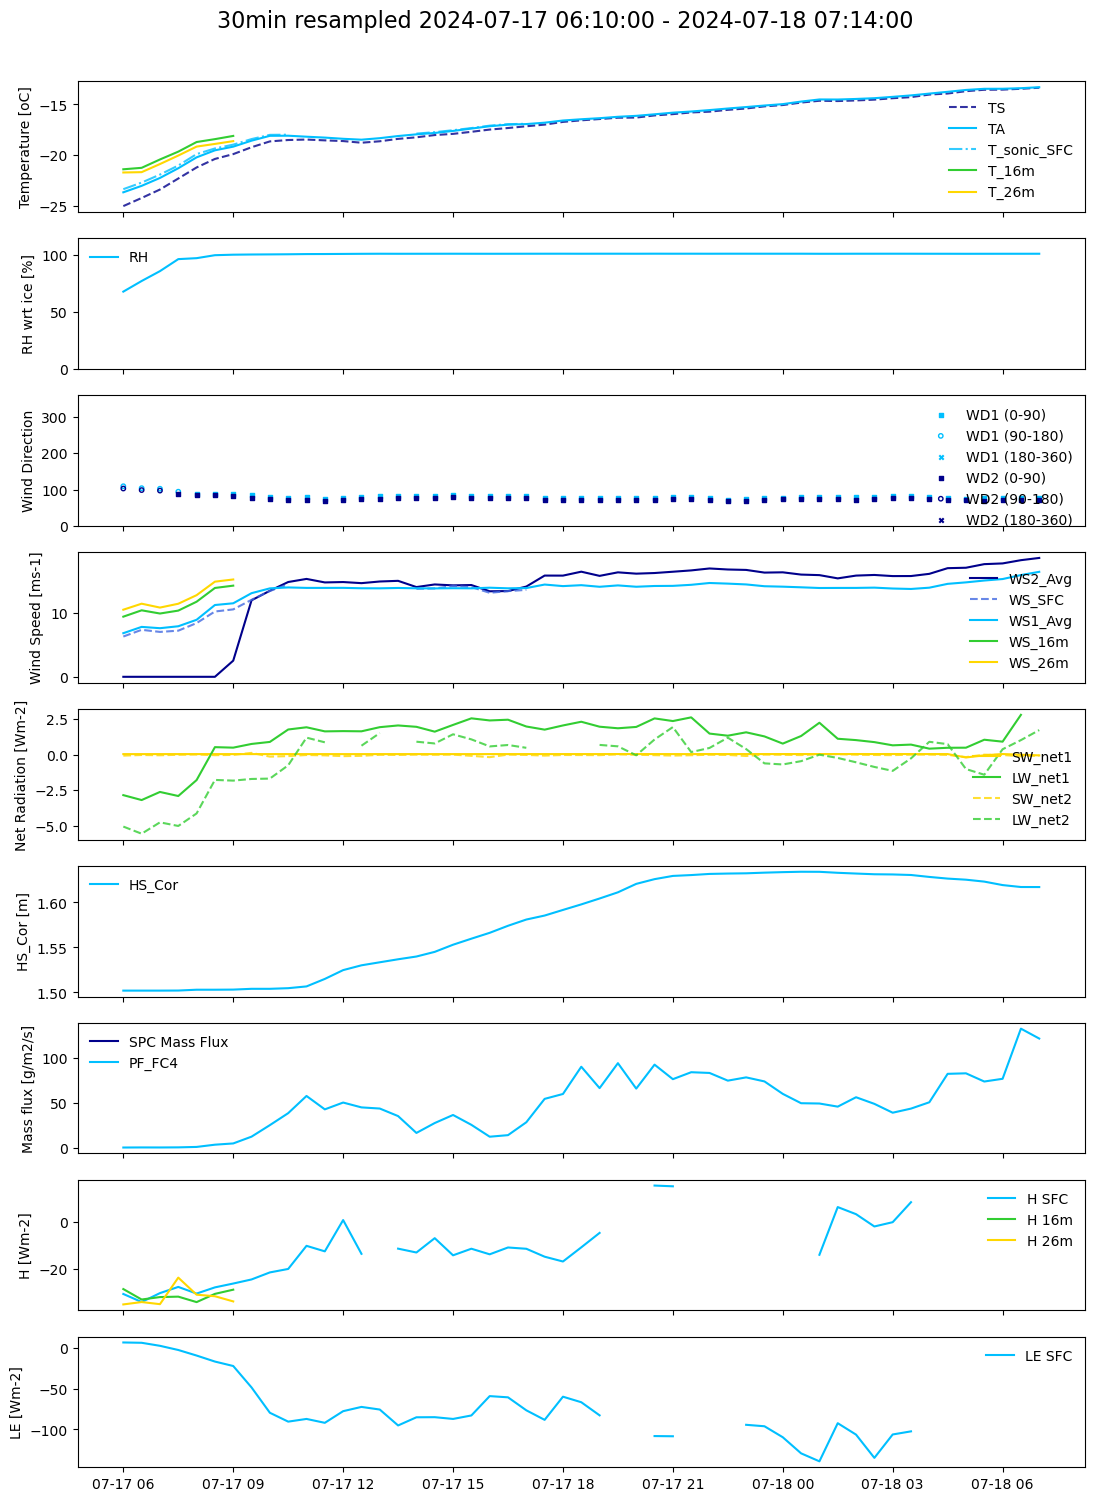 30min resampled 2024-07-17 06:10:00 - 2024-07-18 07:14:00
Temperature [oC]
−15
−20
−25
TS
TA
T_sonic_SFC
T_16m
T_26m
RH wrt ice [%]
100
50
0
RH
Wind Direction
300
200
100
0
WD1 (0-90)
WD1 (90-180)
WD1 (180-360)
WD2 (0-90)
WD2 (90-180)
WD2 (180-360)
Wind Speed [ms-1]
10
0
WS2_Avg
WS_SFC
WS1_Avg
WS_16m
WS_26m
Net Radiation [Wm-2]
2.5
0.0
−2.5
−5.0
SW_net1
LW_net1
SW_net2
LW_net2
HS_Cor [m]
1.60
1.55
1.50
HS_Cor
Mass flux [g/m2/s]
100
50
0
SPC Mass Flux
PF_FC4
H [Wm-2]
0
−20
H SFC
H 16m
H 26m
LE [Wm-2]
0
−50
−100
LE SFC
07-17 06
07-17 09
07-17 12
07-17 15
07-17 18
07-17 21
07-18 00
07-18 03
07-18 06